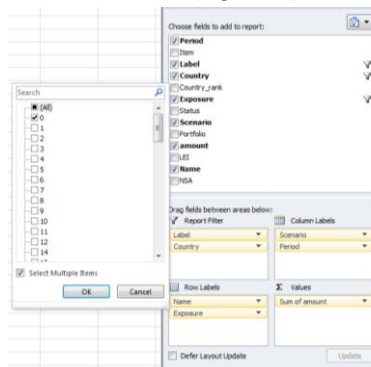 Choose fields to add to report:
Period
Item
Label
Country
Country_rank
Exposure
Status
Scenario
Portfolio
amount
LEI
Name
NSA
Search
(All)
0
1
2
3
4
5
6
7
8
9
10
11
12
14
Select Multiple Items
OK Cancel
Drag fields between areas below:
Report Filter Column Labels
Label Scenario
Country Period
Row Labels Σ Values
Name Sum of amount
Exposure
Defer Layout Update Update